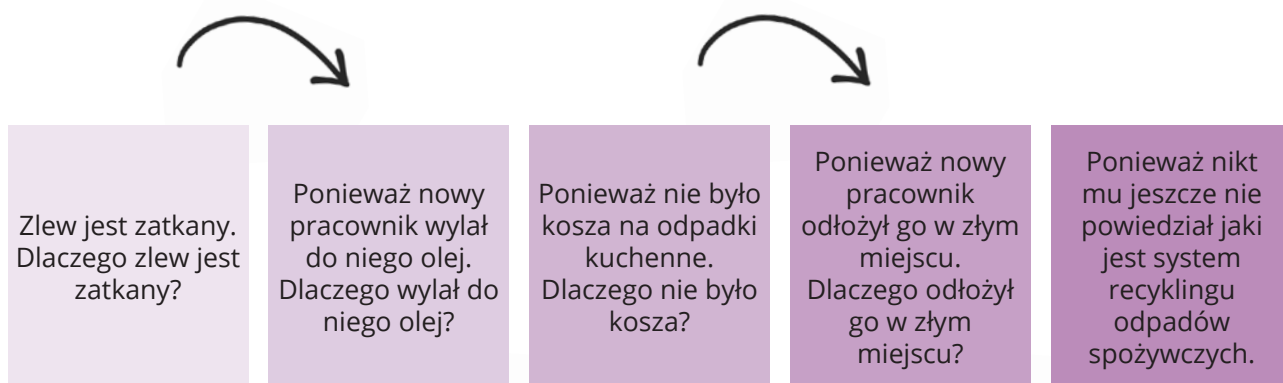 Zlew jest zatkany.
Dlaczego zlew jest
zatkany?
Ponieważ nowy
pracownik wylał
do niego olej.
Dlaczego wylał do
niego olej?
Ponieważ nie było
kosza na odpadki
kuchenne.
Dlaczego nie było
kosza?
Ponieważ nowy
pracownik
odłożył go w złym
miejscu.
Dlaczego odłożył
go w złym
miejscu?
Ponieważ nikt
mu jeszcze nie
powiedział jaki
jest system
recyklingu
odpadów
spożywczych.